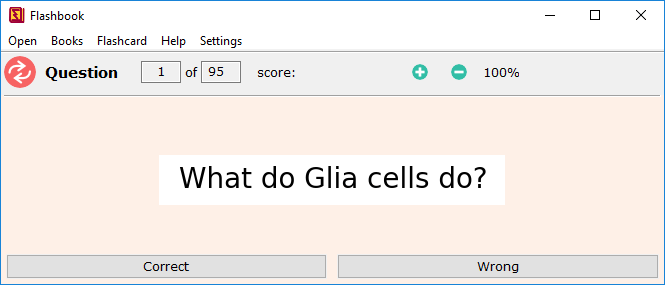 Flashbook
Open Books Flashcard Help Settings
Question 1 of 95 score: 100%
What do Glia cells do?
Correct Wrong